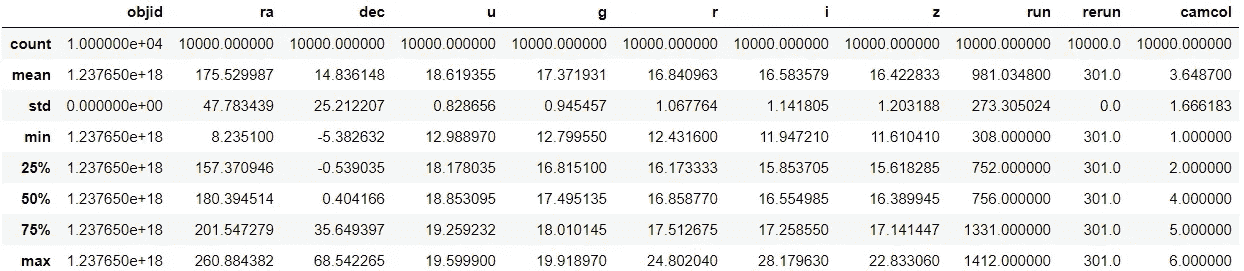 objid ra dec u g r i z run rerun camcol
count 1.000000e+04 10000.000000 10000.000000 10000.000000 10000.000000 10000.000000 10000.000000 10000.000000 10000.000000 10000.0 10000.000000
mean 1.237650e+18 175.529987 14.836148 18.619355 17.371931 16.840963 16.583579 16.422833 981.034800 301.0 3.648700
std 0.000000e+00 47.783439 25.212207 0.828656 0.945457 1.067764 1.141805 1.203188 273.305024 0.0 1.666183
min 1.237650e+18 8.235100 -5.382632 12.988970 12.799550 12.431600 11.947210 11.610410 308.000000 301.0 1.000000
25% 1.237650e+18 157.370946 -0.539035 18.178035 16.815100 16.173333 15.853705 15.618285 752.000000 301.0 2.000000
50% 1.237650e+18 180.394514 0.404166 18.853095 17.495135 16.858770 16.554985 16.389945 756.000000 301.0 4.000000
75% 1.237650e+18 201.547279 35.649397 19.259232 18.010145 17.512675 17.258550 17.141447 1331.000000 301.0 5.000000
max 1.237650e+18 260.884382 68.542265 19.599900 19.918970 24.802040 28.179630 22.833060 1412.000000 301.0 6.000000